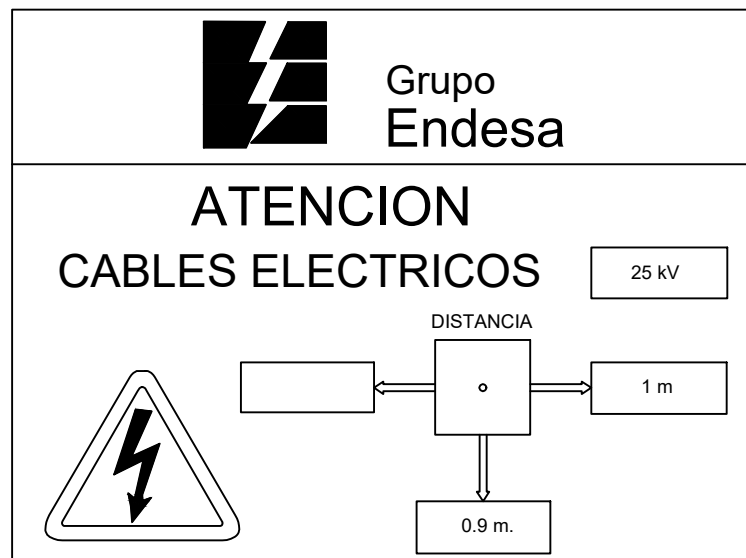 Grupo
Endesa
ATENCION
CABLES ELECTRICOS
25 kV
DISTANCIA
1 m
0.9 m.